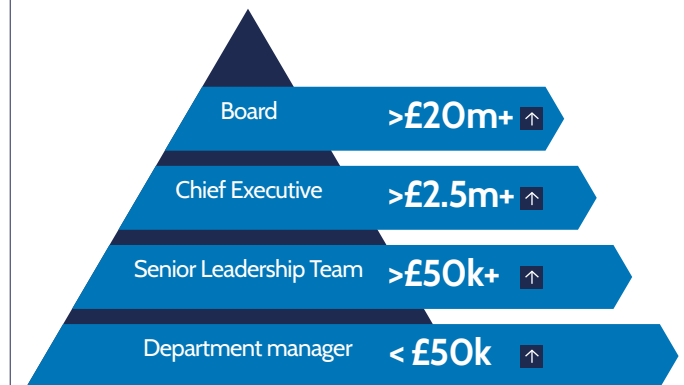 Board >£20m+ ↑
Chief Executive >£2.5m+ ↑
Senior Leadership Team >£50k+ ↑
Department manager < £50k ↑